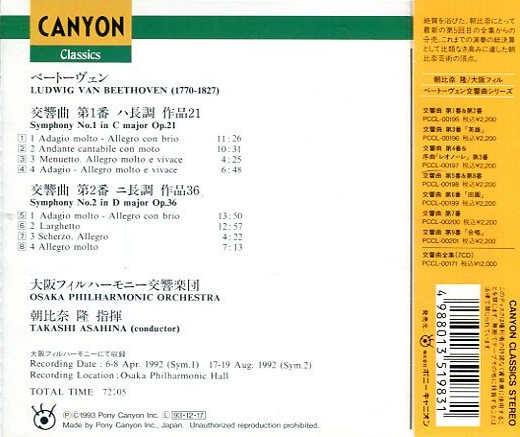 CANYON
Classics
ベートーヴェン
LUDWIG VAN BEETHOVEN (1770-1827)
交響曲 第1番 ハ長調 作品21
Symphony No.1 in C major Op.21
1 1 Adagio molto - Allegro con brio 11:26
2 2 Andante cantabile con moto 10:31
3 3 Menuetto. Allegro molto e vivace 4:25
4 4 Adagio - Allegro molto e vivace 6:48
交響曲 第2番 ニ長調 作品36
Symphony No.2 in D major Op.36
5 1 Adagio molto - Allegro con brio 13:50
6 2 Larghetto 12:57
7 3 Scherzo. Allegro 4:22
8 4 Allegro molto 7:13
大阪フィルハーモニー交響楽団
OSAKA PHILHARMONIC ORCHESTRA
朝比奈 隆 指揮
TAKASHI ASAHINA (conductor)
大阪フィルハーモニーにて収録
Recording Date : 6-8 Apr. 1992 (Sym.1) 17-19 Aug. 1992 (Sym.2)
Recording Location : Osaka Philharmonic Hall
TOTAL TIME 72:05
Ⓟ©1993 Pony Canyon Inc. L 93・12・17
Made by Pony Canyon Inc., Japan. Unauthorized reproduction prohibited.
絶賛を浴びた、朝比奈にとって
最新の第5回目の全集からの
分売。これまでの演奏の総決算
として比類なき高みに達した朝
比奈芸術の頂点。
朝比奈 隆/大阪フィル
ベートーヴェン交響曲シリーズ
交響曲 第1番&第2番
PCCL-00195 税込¥2,200
交響曲 第3番「英雄」
PCCL-00196 税込¥2,200
交響曲 第4番&
序曲「レオノーレ」第3番
PCCL-00197 税込¥2,200
交響曲 第5番&第8番
PCCL-00198 税込¥2,200
交響曲 第6番「田園」
PCCL-00199 税込¥2,200
交響曲 第7番
PCCL-00200 税込¥2,200
交響曲 第9番「合唱」
PCCL-00201 税込¥2,200
交響曲全集(7CD)
PCCL-00171 税込¥12,000
CANYON CLASSICS STEREO
4988013519831
発売元
株式会社 ポニーキャニオン